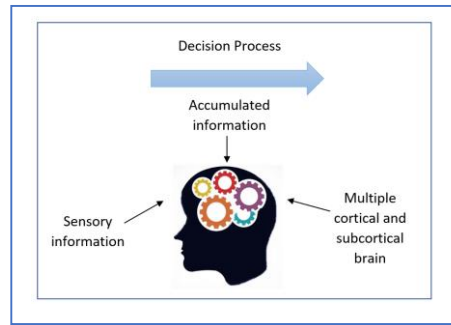 Decision Process
Accumulated
information
Sensory
information
Multiple
cortical and
subcortical
brain